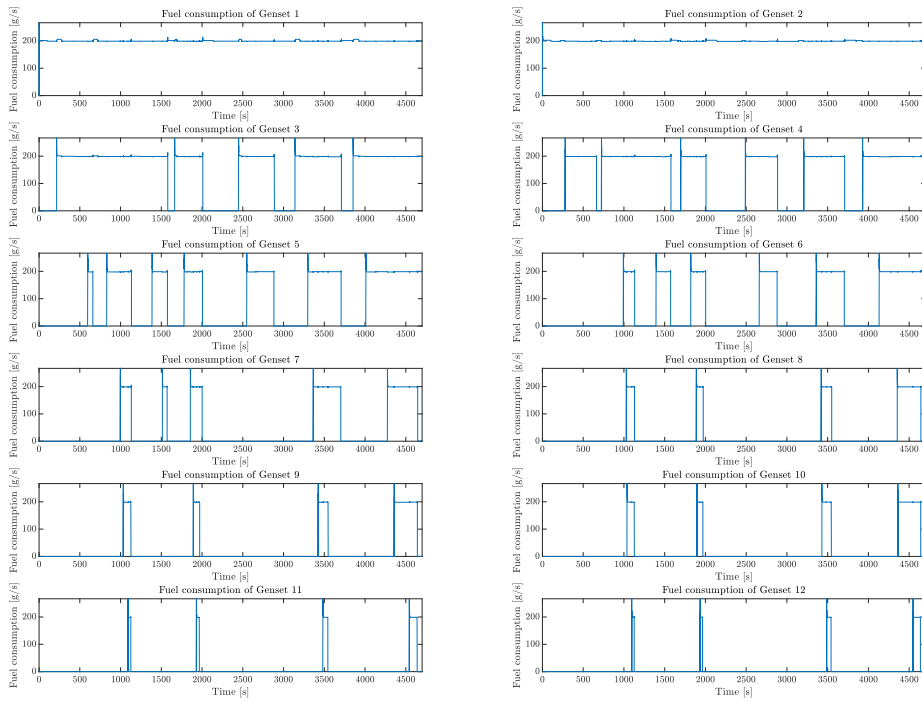 Fuel consumption of Genset 1
Fuel consumption [g/s]
200
100
0
0 500 1000 1500 2000 2500 3000 3500 4000 4500
Time [s]
Fuel consumption of Genset 2
Fuel consumption [g/s]
200
100
0
0 500 1000 1500 2000 2500 3000 3500 4000 4500
Time [s]
Fuel consumption of Genset 3
Fuel consumption [g/s]
200
100
0
0 500 1000 1500 2000 2500 3000 3500 4000 4500
Time [s]
Fuel consumption of Genset 4
Fuel consumption [g/s]
200
100
0
0 500 1000 1500 2000 2500 3000 3500 4000 4500
Time [s]
Fuel consumption of Genset 5
Fuel consumption [g/s]
200
100
0
0 500 1000 1500 2000 2500 3000 3500 4000 4500
Time [s]
Fuel consumption of Genset 6
Fuel consumption [g/s]
200
100
0
0 500 1000 1500 2000 2500 3000 3500 4000 4500
Time [s]
Fuel consumption of Genset 7
Fuel consumption [g/s]
200
100
0
0 500 1000 1500 2000 2500 3000 3500 4000 4500
Time [s]
Fuel consumption of Genset 8
Fuel consumption [g/s]
200
100
0
0 500 1000 1500 2000 2500 3000 3500 4000 4500
Time [s]
Fuel consumption of Genset 9
Fuel consumption [g/s]
200
100
0
0 500 1000 1500 2000 2500 3000 3500 4000 4500
Time [s]
Fuel consumption of Genset 10
Fuel consumption [g/s]
200
100
0
0 500 1000 1500 2000 2500 3000 3500 4000 4500
Time [s]
Fuel consumption of Genset 11
Fuel consumption [g/s]
200
100
0
0 500 1000 1500 2000 2500 3000 3500 4000 4500
Time [s]
Fuel consumption of Genset 12
Fuel consumption [g/s]
200
100
0
0 500 1000 1500 2000 2500 3000 3500 4000 4500
Time [s]